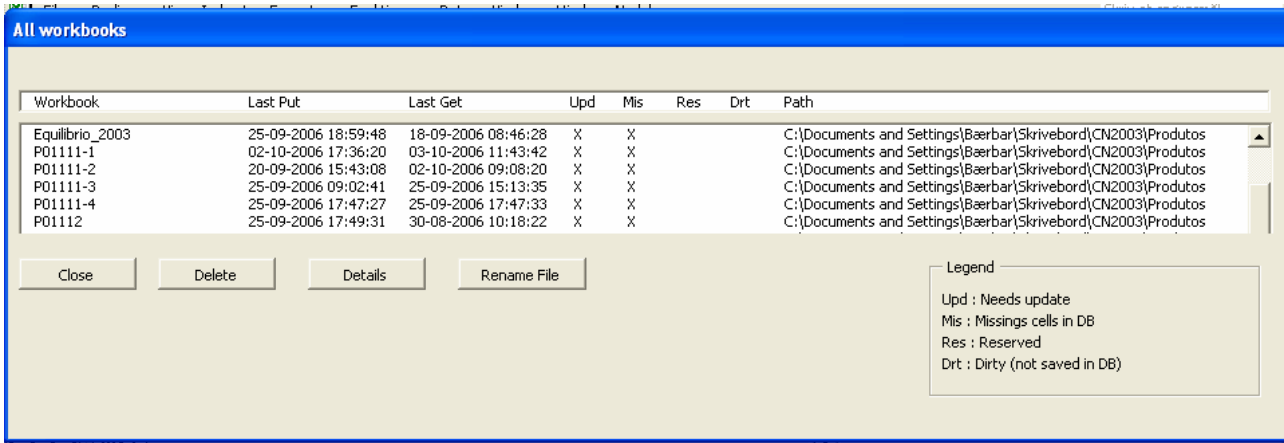 All workbooks
Workbook Last Put Last Get Upd Mis Res Drt Path
Equilibrio_2003 25-09-2006 18:59:48 18-09-2006 08:46:28 X X C:\Documents and Settings\Bærbar\Skrivebord\CN2003\Produtos
P01111-1 02-10-2006 17:36:20 03-10-2006 11:43:42 X X C:\Documents and Settings\Bærbar\Skrivebord\CN2003\Produtos
P01111-2 20-09-2006 15:43:08 02-10-2006 09:08:20 X X C:\Documents and Settings\Bærbar\Skrivebord\CN2003\Produtos
P01111-3 25-09-2006 09:02:41 25-09-2006 15:13:35 X X C:\Documents and Settings\Bærbar\Skrivebord\CN2003\Produtos
P01111-4 25-09-2006 17:47:27 25-09-2006 17:47:33 X X C:\Documents and Settings\Bærbar\Skrivebord\CN2003\Produtos
P01112 25-09-2006 17:49:31 30-08-2006 10:18:22 X X C:\Documents and Settings\Bærbar\Skrivebord\CN2003\Produtos
Close Delete Details Rename File
Legend
Upd : Needs update
Mis : Missings cells in DB
Res : Reserved
Drt : Dirty (not saved in DB)